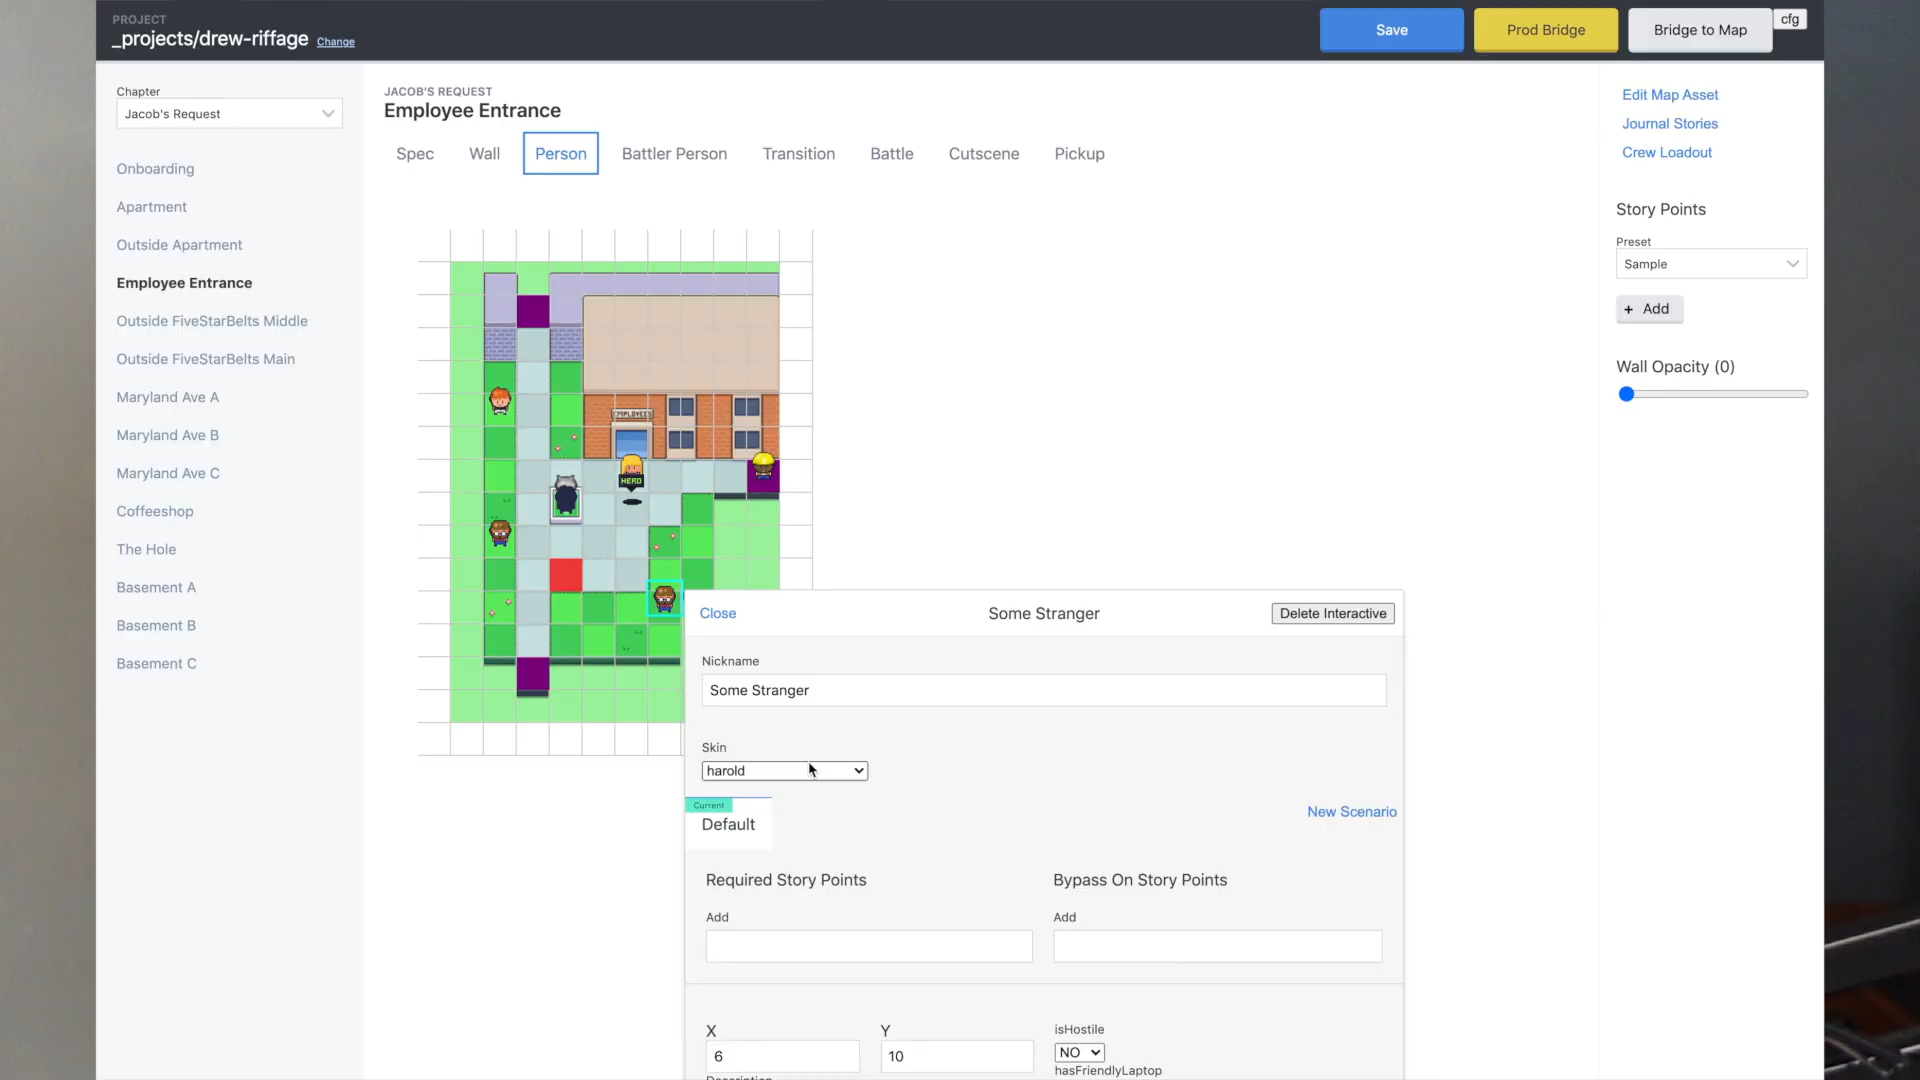 PROJECT
_projects/drew-riffage Change
Save
Prod Bridge
Bridge to Map
cfg
Chapter
Jacob's Request
Onboarding
Apartment
Outside Apartment
Employee Entrance
Outside FiveStarBelts Middle
Outside FiveStarBelts Main
Maryland Ave A
Maryland Ave B
Maryland Ave C
Coffeeshop
The Hole
Basement A
Basement B
Basement C
JACOB'S REQUEST
Employee Entrance
Spec Wall Person Battler Person Transition Battle Cutscene Pickup
EMPLOYEES
HERO
Close
Some Stranger
Delete Interactive
Nickname
Some Stranger
Skin
harold
Current
Default
New Scenario
Required Story Points
Bypass On Story Points
Add
Add
X
Y
isHostile
6
10
NO
hasFriendlyLaptop
Description
Edit Map Asset
Journal Stories
Crew Loadout
Story Points
Preset
Sample
+ Add
Wall Opacity (0)